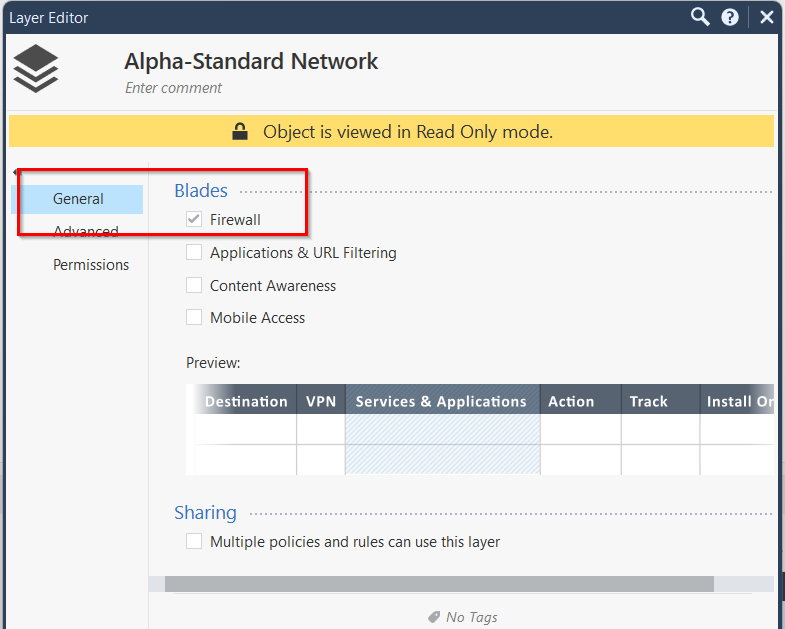 Layer Editor
Alpha-Standard Network
Enter comment
Object is viewed in Read Only mode.
General
Advanced
Permissions
Blades
Firewall
Applications & URL Filtering
Content Awareness
Mobile Access
Preview:
Destination VPN Services & Applications Action Track Install On
Sharing
Multiple policies and rules can use this layer
No Tags